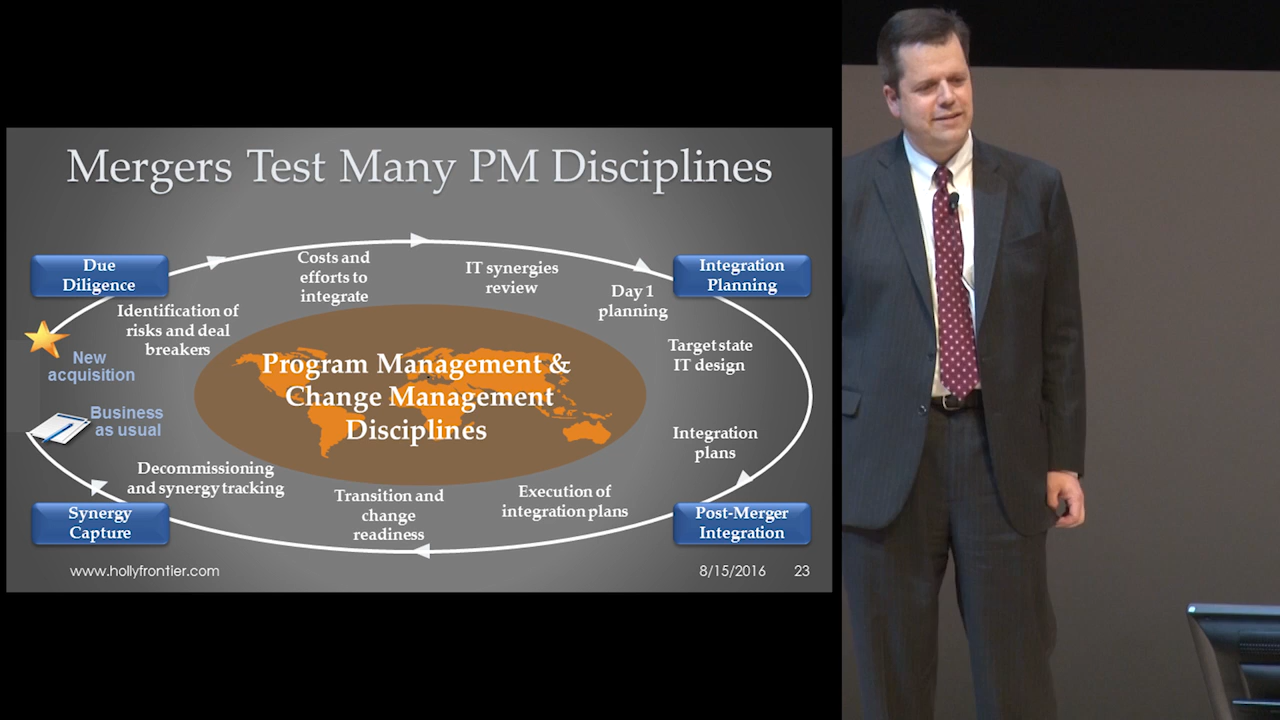 Mergers Test Many PM Disciplines
Due
Diligence
Costs and
efforts to
integrate
IT synergies
review
Day 1
planning
Integration
Planning
Identification of
risks and deal
breakers
New
acquisition
Target state
IT design
Program Management &
Change Management
Disciplines
Business
as usual
Integration
plans
Decommissioning
and synergy tracking
Transition and
change
readiness
Execution of
integration plans
Synergy
Capture
Post-Merger
Integration
www.hollyfrontier.com
8/15/2016 23